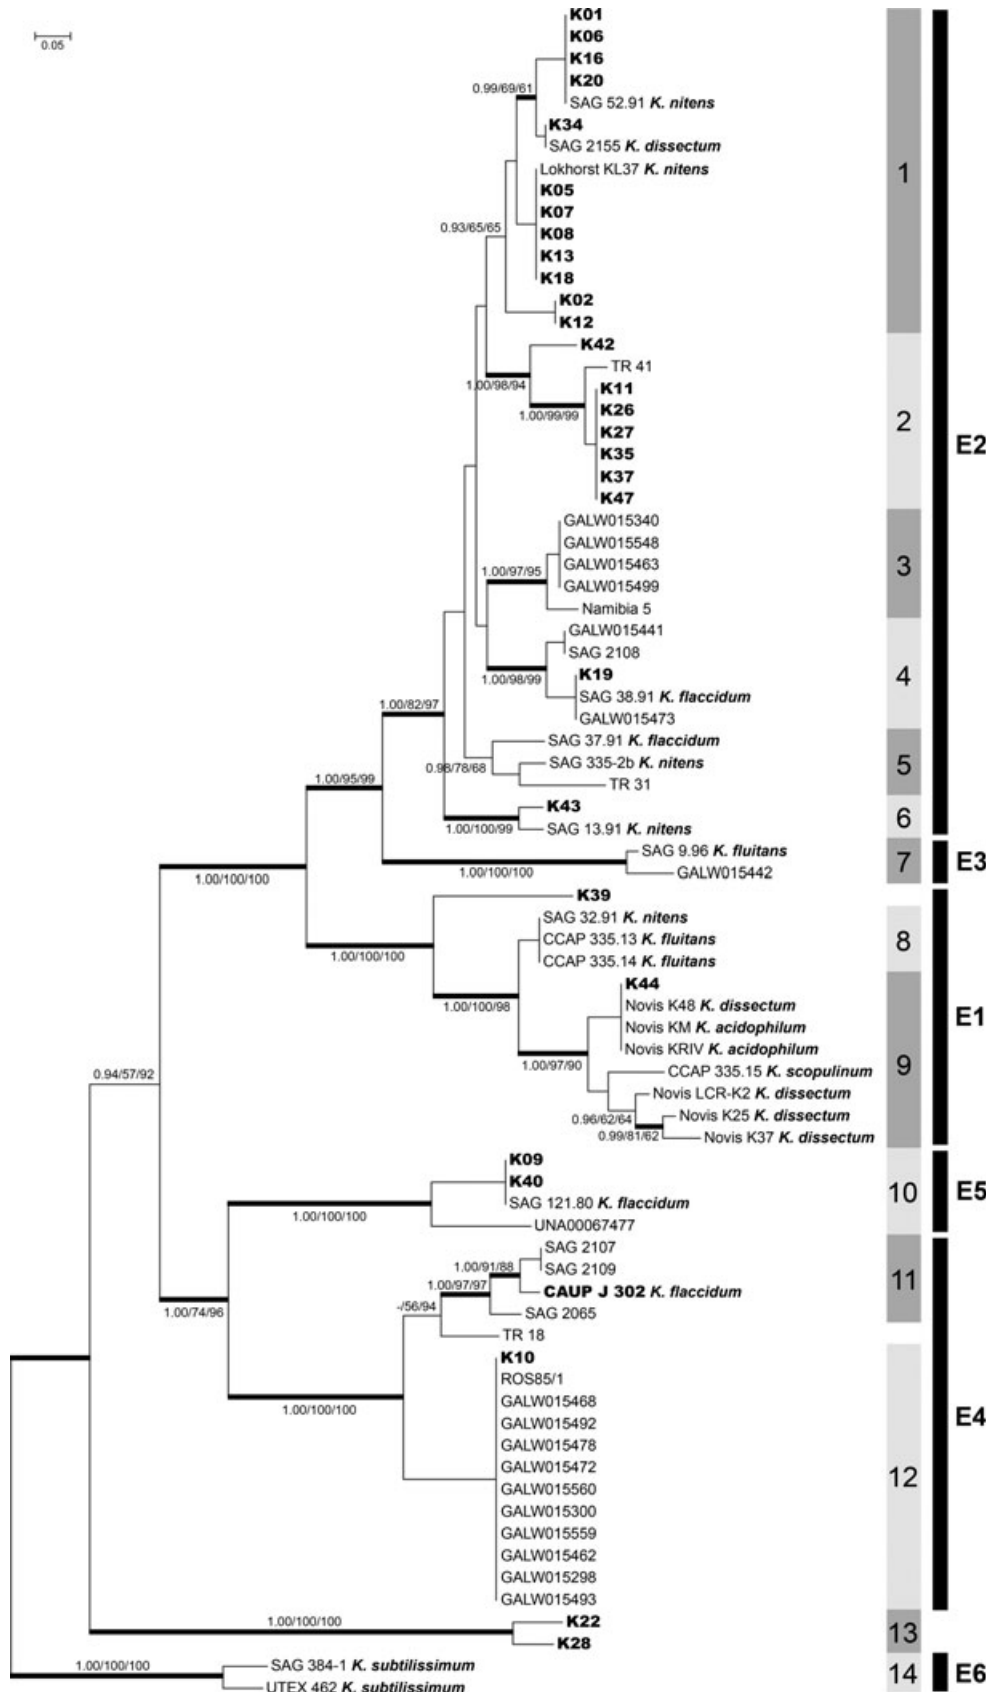 K01
0.05
K06
K16
K20
0.99/69/61
SAG 52.91 K. nitens
K34
SAG 2155 K. dissectum
Lokhorst KL37 K. nitens
1
K05
K07
0.93/65/65
K08
K13
K18
K02
K12
K42
TR 41
1.00/98/94
K11
1.00/99/99
K26
2
K27
E2
K35
K37
K47
GALW015340
GALW015548
1.00/97/95
GALW015463
3
GALW015499
Namibia 5
GALW015441
SAG 2108
1.00/98/99
K19
4
SAG 38.91 K. flaccidum
1.00/82/97
GALW015473
SAG 37.91 K. flaccidum
0.98/78/68
SAG 335-2b K. nitens
5
1.00/95/99
TR 31
K43
6
1.00/100/99
SAG 13.91 K. nitens
SAG 9.96 K. fluitans
7
E3
1.00/100/100
GALW015442
1.00/100/100
K39
SAG 32.91 K. nitens
CCAP 335.13 K. fluitans
8
1.00/100/100
CCAP 335.14 K. fluitans
K44
1.00/100/98
Novis K48 K. dissectum
E1
Novis KM K. acidophilum
Novis KRIV K. acidophilum
1.00/97/90
9
CCAP 335.15 K. scopulinum
0.94/57/92
Novis LCR-K2 K. dissectum
0.96/62/64
Novis K25 K. dissectum
0.99/81/62
Novis K37 K. dissectum
K09
K40
10
E5
SAG 121.80 K. flaccidum
1.00/100/100
UNA00067477
SAG 2107
1.00/91/88
SAG 2109
11
1.00/97/97
CAUP J 302 K. flaccidum
-/56/94
SAG 2065
1.00/74/96
TR 18
K10
ROS85/1
GALW015468
1.00/100/100
E4
GALW015492
GALW015478
GALW015472
12
GALW015560
GALW015300
GALW015559
GALW015462
GALW015298
GALW015493
1.00/100/100
K22
13
K28
1.00/100/100
SAG 384-1 K. subtilissimum
14
E6
UTEX 462 K. subtilissimum